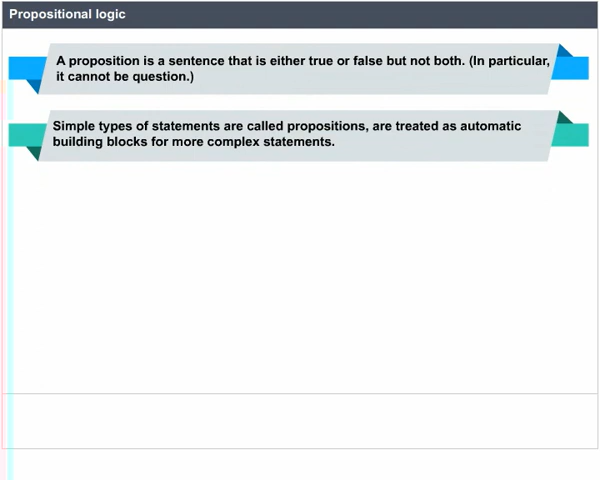 Propositional logic
A proposition is a sentence that is either true or false but not both. (In particular,
it cannot be question.)
Simple types of statements are called propositions, are treated as automatic
building blocks for more complex statements.